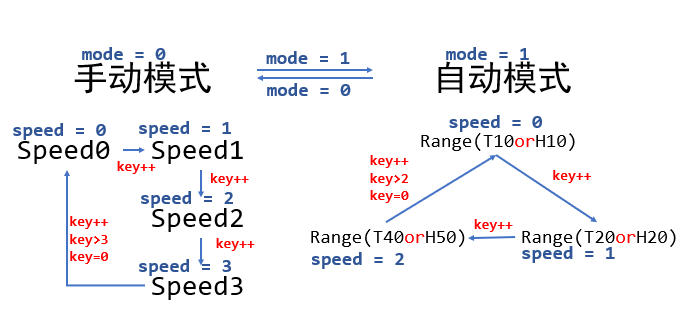 mode = 0
手动模式
mode = 1
mode = 0
mode = 1
自动模式
speed = 0
Speed0
key++
speed = 1
Speed1
key++
speed = 2
Speed2
key++
speed = 3
Speed3
key++
key>3
key=0
speed = 0
Range(T10orH10)
key++
key>2
key=0
key++
Range(T40orH50)
speed = 2
key++
Range(T20orH20)
speed = 1